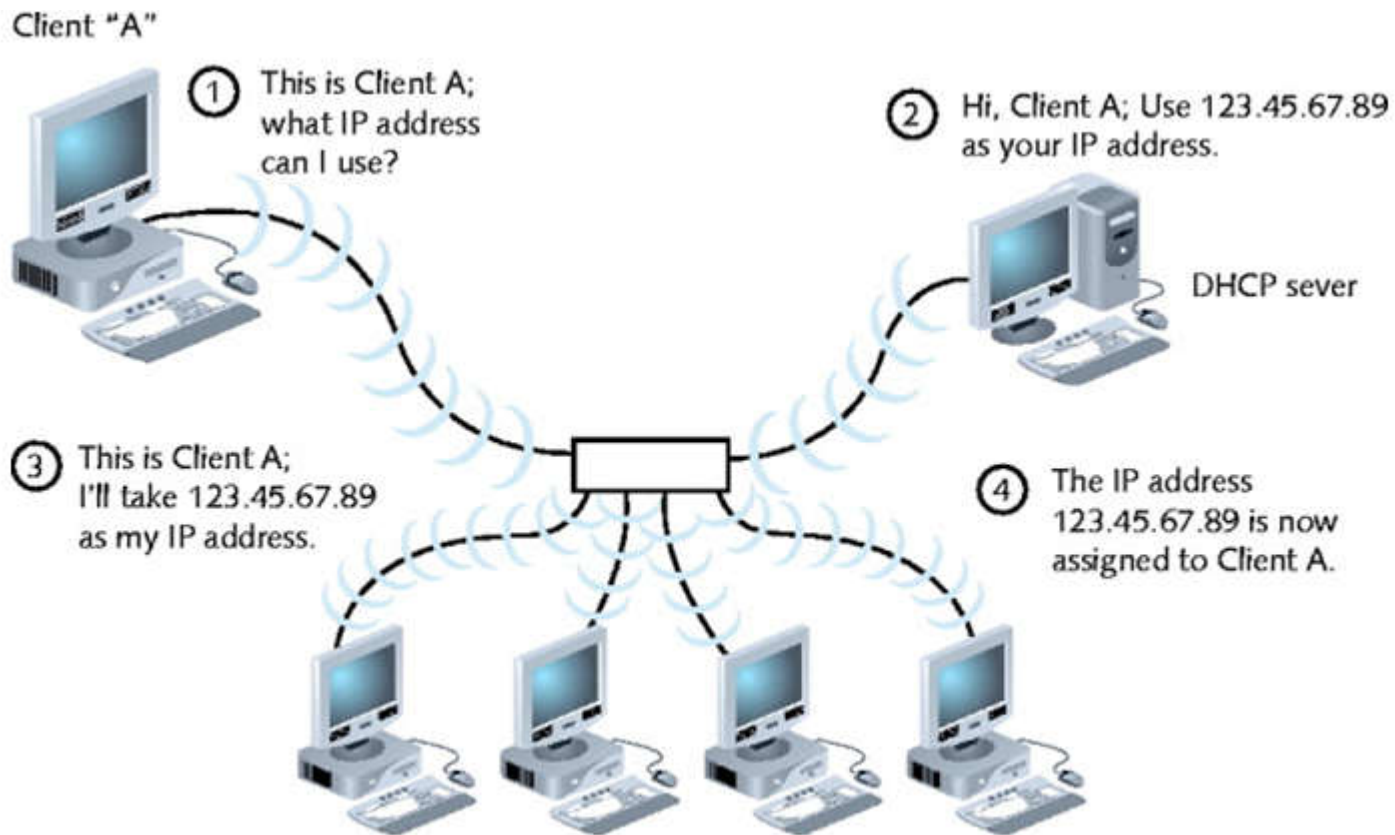 Client "A"
1
This is Client A;
what IP address
can I use?
2
Hi, Client A; Use 123.45.67.89
as your IP address.
DHCP sever
3
This is Client A;
I'll take 123.45.67.89
as my IP address.
4
The IP address
123.45.67.89 is now
assigned to Client A.